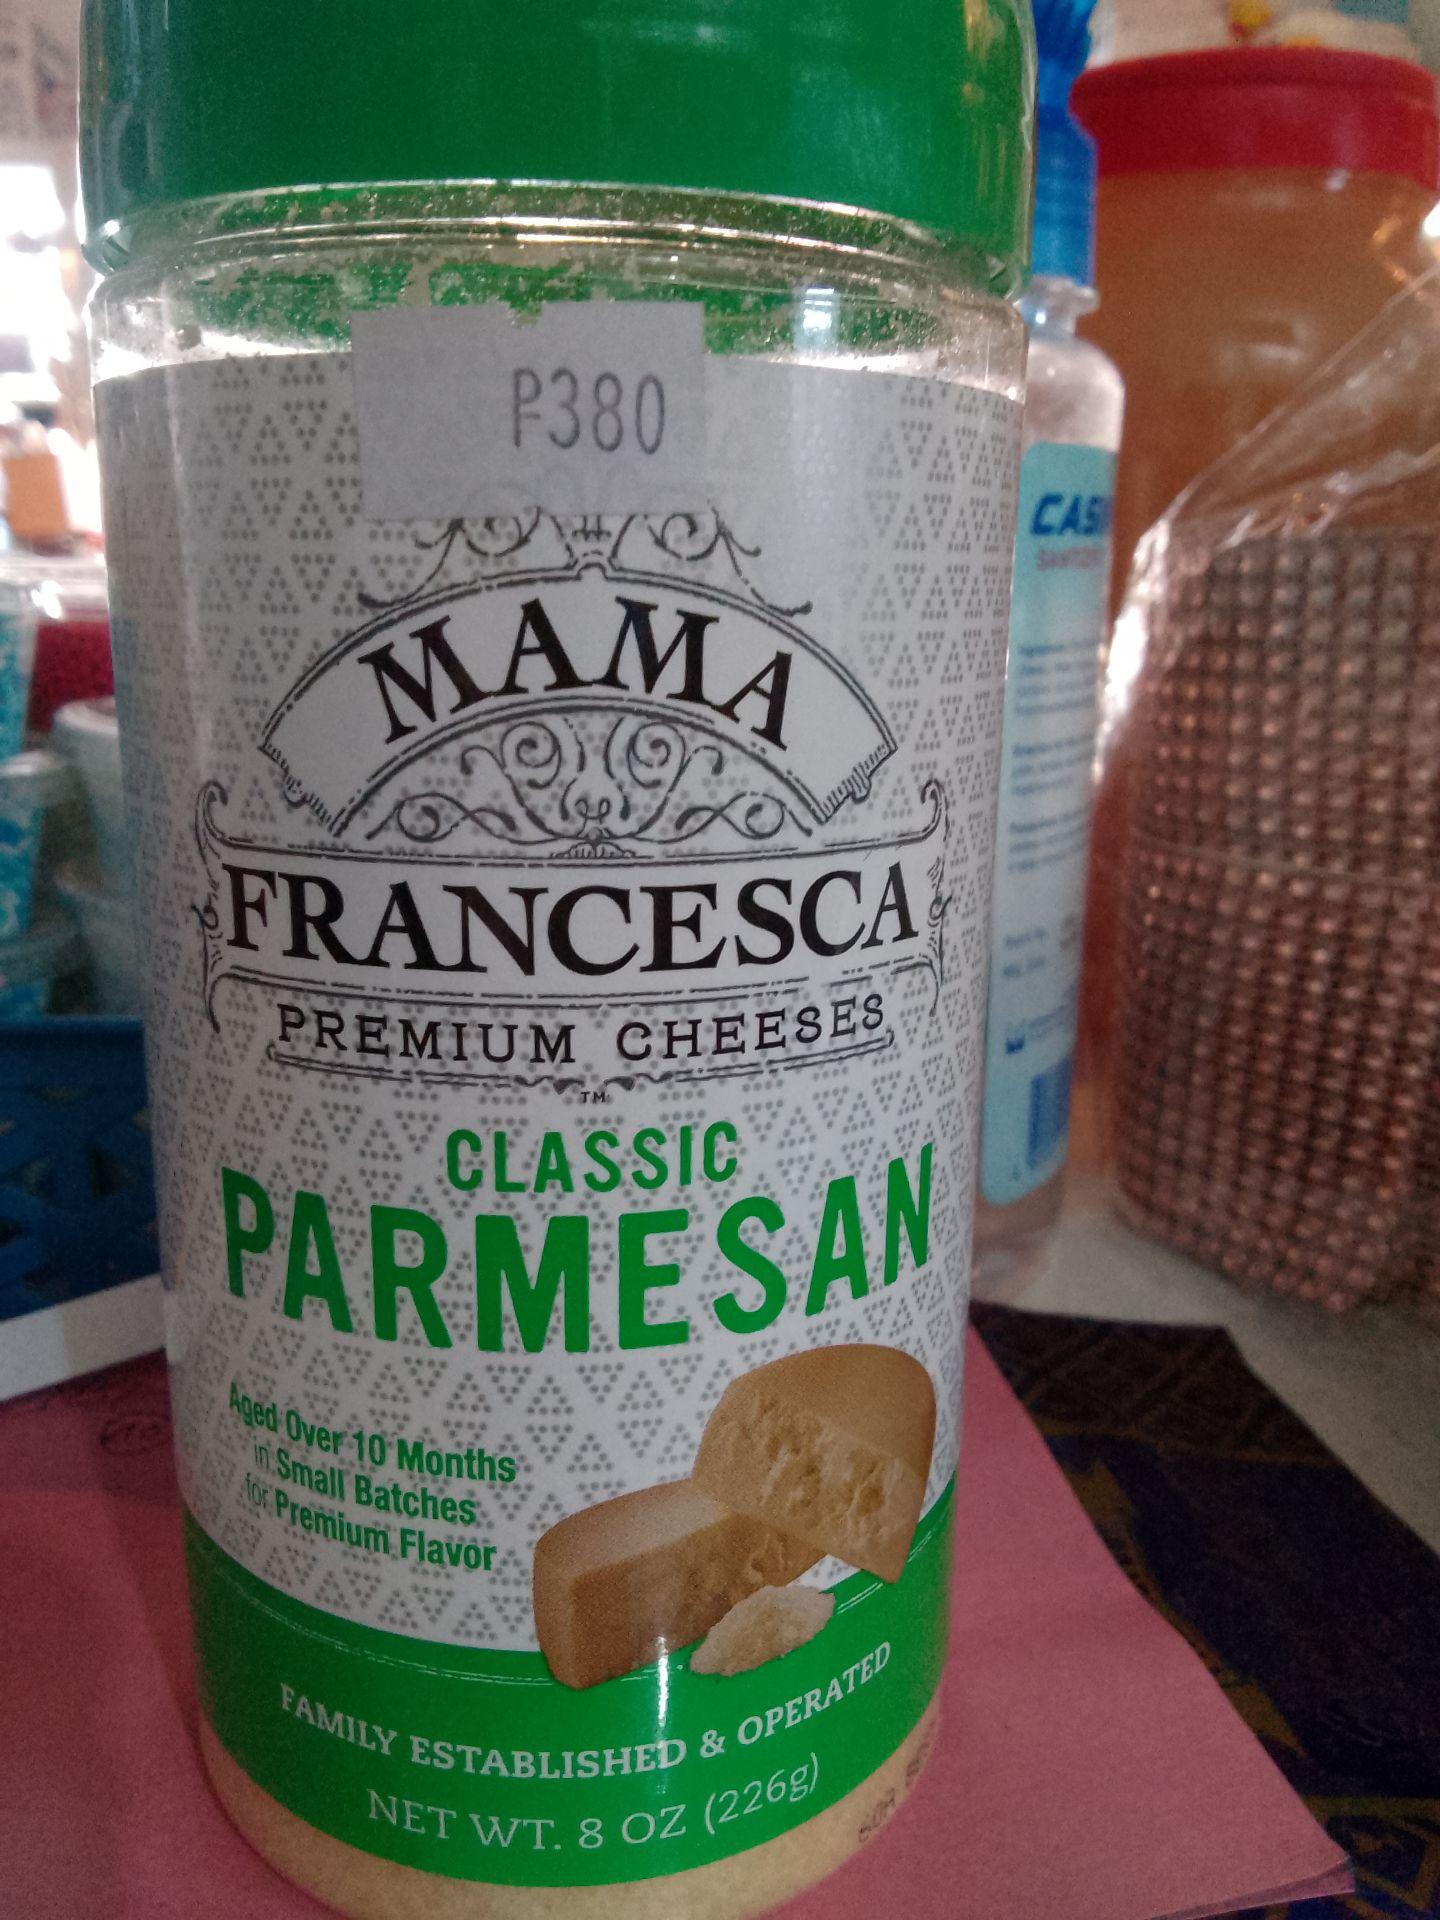 ₱380
MAMA
FRANCESCA
PREMIUM CHEESES
TM
CLASSIC
PARMESAN
Aged Over 10 Months
in Small Batches
for Premium Flavor
FAMILY ESTABLISHED & OPERATED
NET WT. 8 OZ (226g)